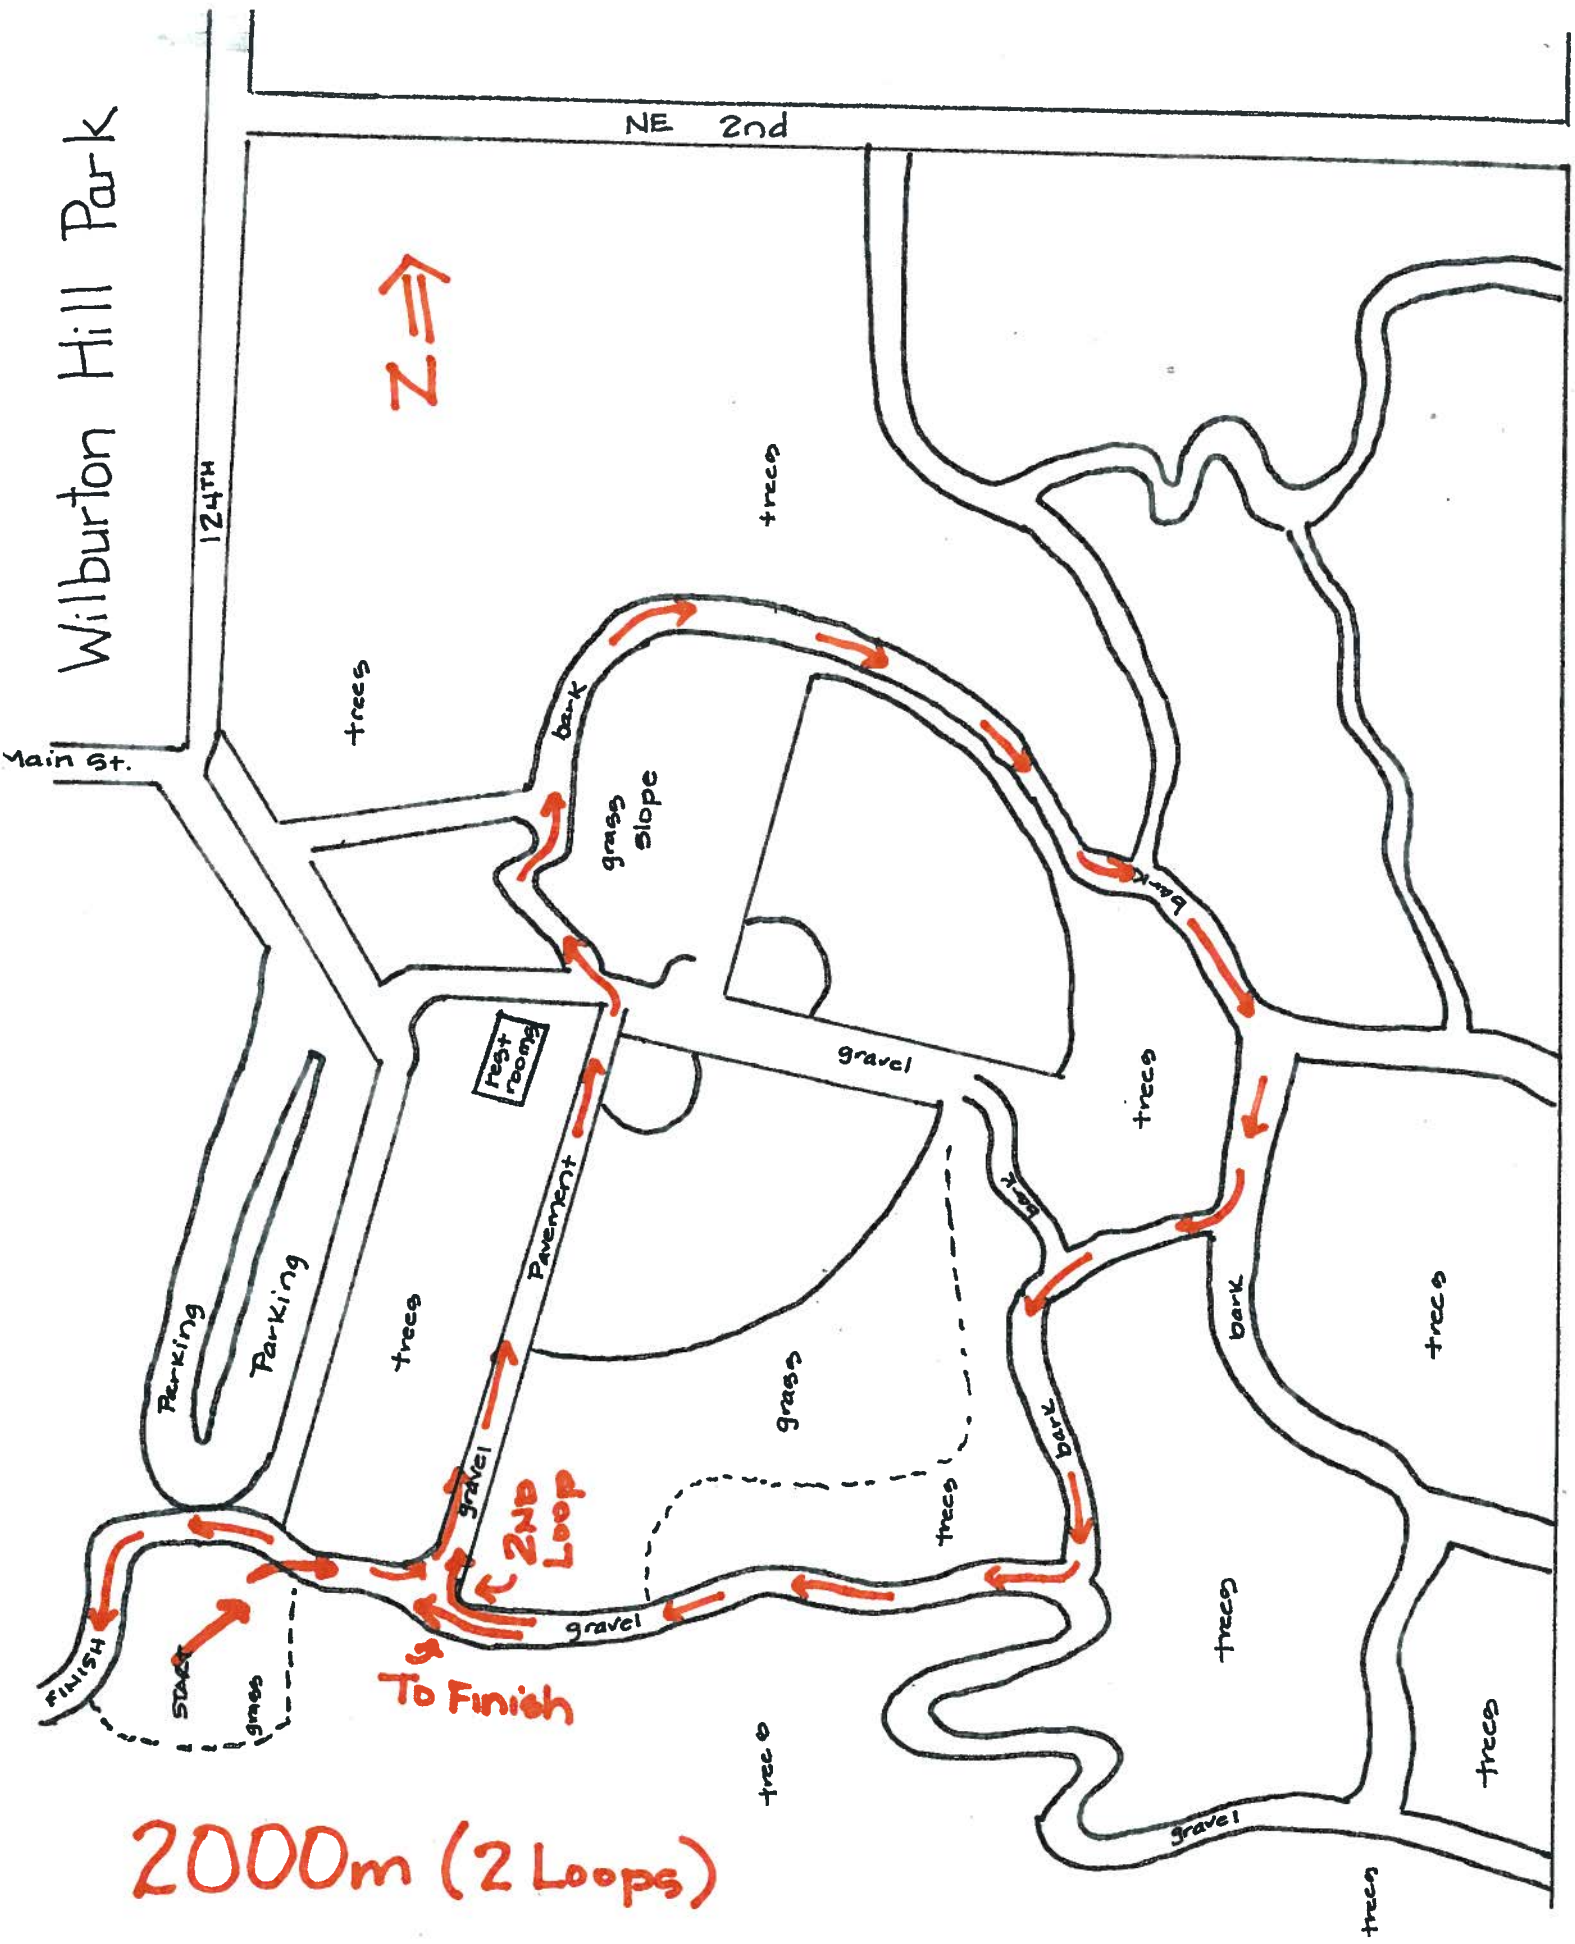 Wilburton Hill Park
NE 2nd
124TH
N
trees
trees
Main St.
bark
grass
slope
bark
rest
rooms
gravel
trees
Pavement
bark
Parking
Parking
trees
grass
bark
trees
bark
gravel
2ND
LOOP
trees
gravel
trees
START
grass
FINISH
To Finish
trees
trees
gravel
trees
2000m (2 Loops)